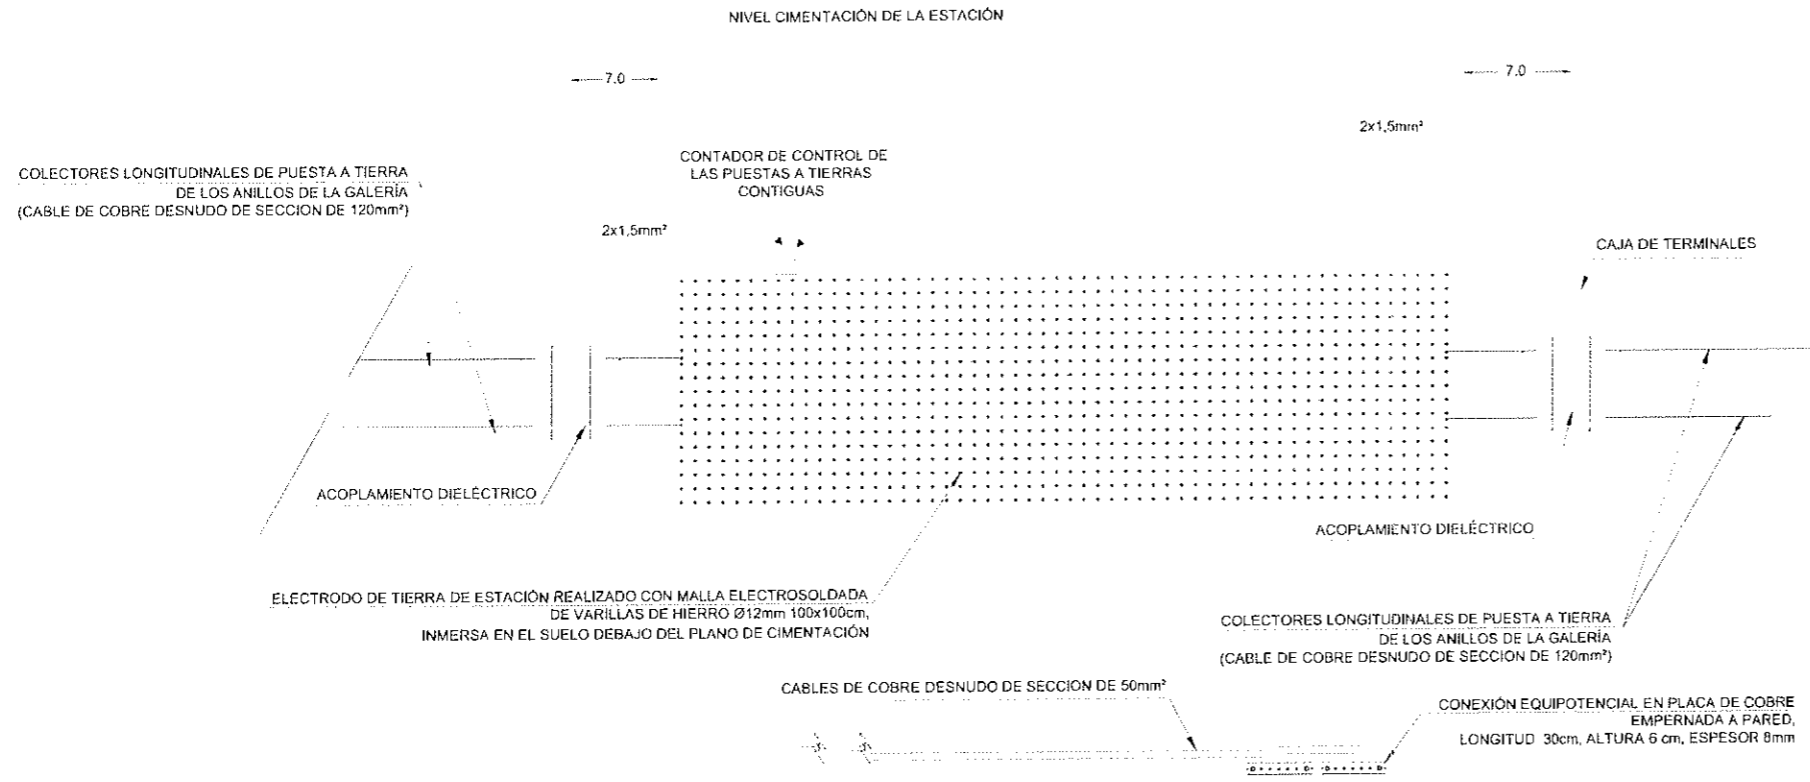 NIVEL CIMENTACIÓN DE LA ESTACIÓN
7.0
7.0
2x1,5mm²
CONTADOR DE CONTROL DE
LAS PUESTAS A TIERRAS
CONTIGUAS
COLECTORES LONGITUDINALES DE PUESTA A TIERRA
DE LOS ANILLOS DE LA GALERÍA
(CABLE DE COBRE DESNUDO DE SECCION DE 120mm²)
2x1,5mm²
CAJA DE TERMINALES
ACOPLAMIENTO DIELÉCTRICO
ACOPLAMIENTO DIELÉCTRICO
ELECTRODO DE TIERRA DE ESTACIÓN REALIZADO CON MALLA ELECTROSOLDADA
DE VARILLAS DE HIERRO Ø12mm 100x100cm,
INMERSA EN EL SUELO DEBAJO DEL PLANO DE CIMENTACIÓN
COLECTORES LONGITUDINALES DE PUESTA A TIERRA
DE LOS ANILLOS DE LA GALERÍA
(CABLE DE COBRE DESNUDO DE SECCION DE 120mm²)
CABLES DE COBRE DESNUDO DE SECCION DE 50mm²
CONEXIÓN EQUIPOTENCIAL EN PLACA DE COBRE
EMPERNADA A PARED,
LONGITUD 30cm, ALTURA 6 cm, ESPESOR 8mm